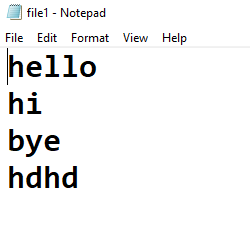 file1 - Notepad
File Edit Format View Help
hello
hi
bye
hdhd